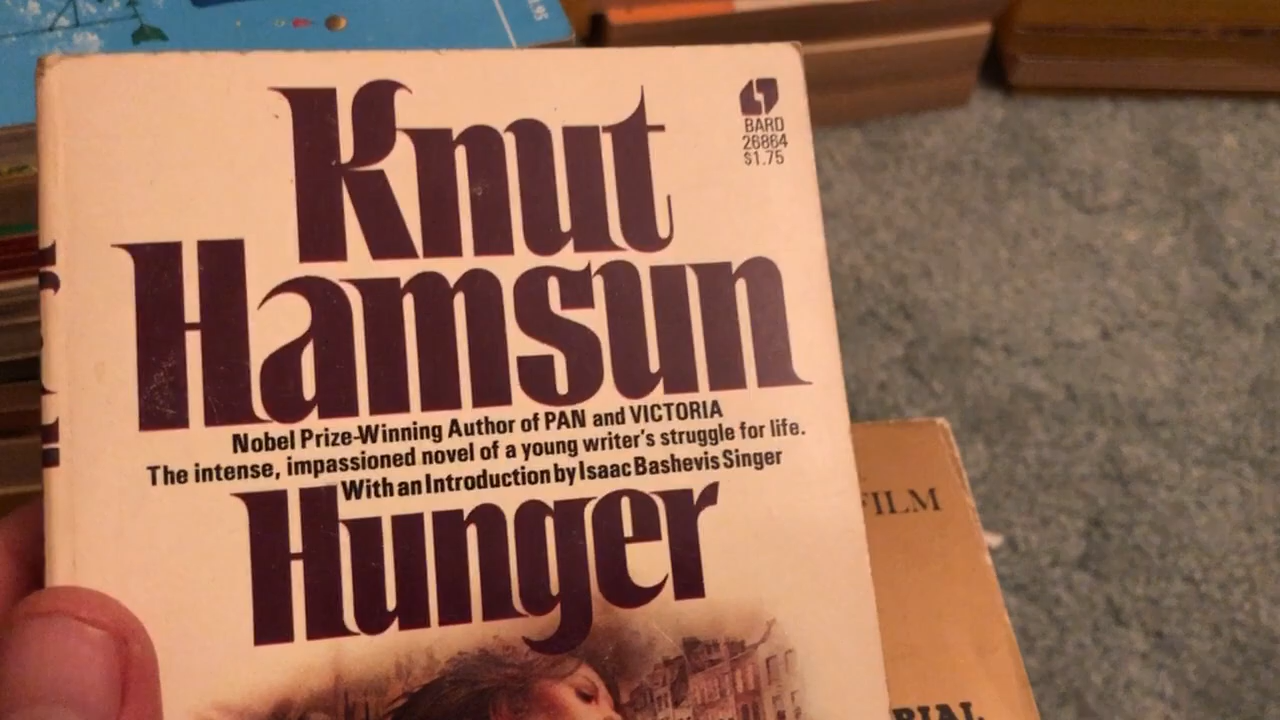 Knut
Hamsun
BARD
26864
$1.75
Nobel Prize-Winning Author of PAN and VICTORIA
The intense, impassioned novel of a young writer's struggle for life.
With an Introduction by Isaac Bashevis Singer
Hunger
FILM